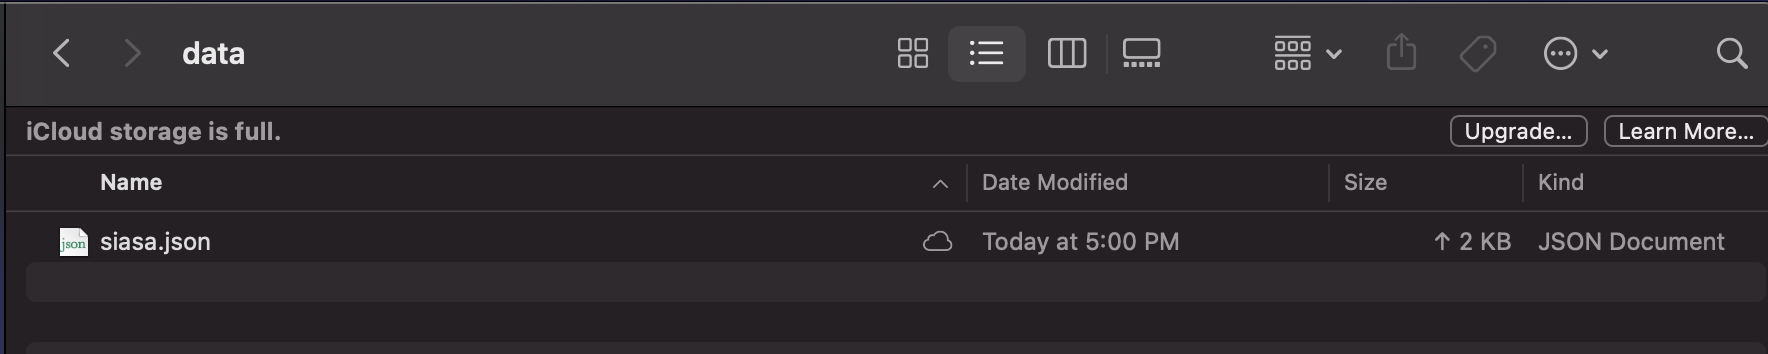 data
iCloud storage is full. Upgrade... Learn More...
Name Date Modified Size Kind
json siasa.json Today at 5:00 PM ↑ 2 KB JSON Document